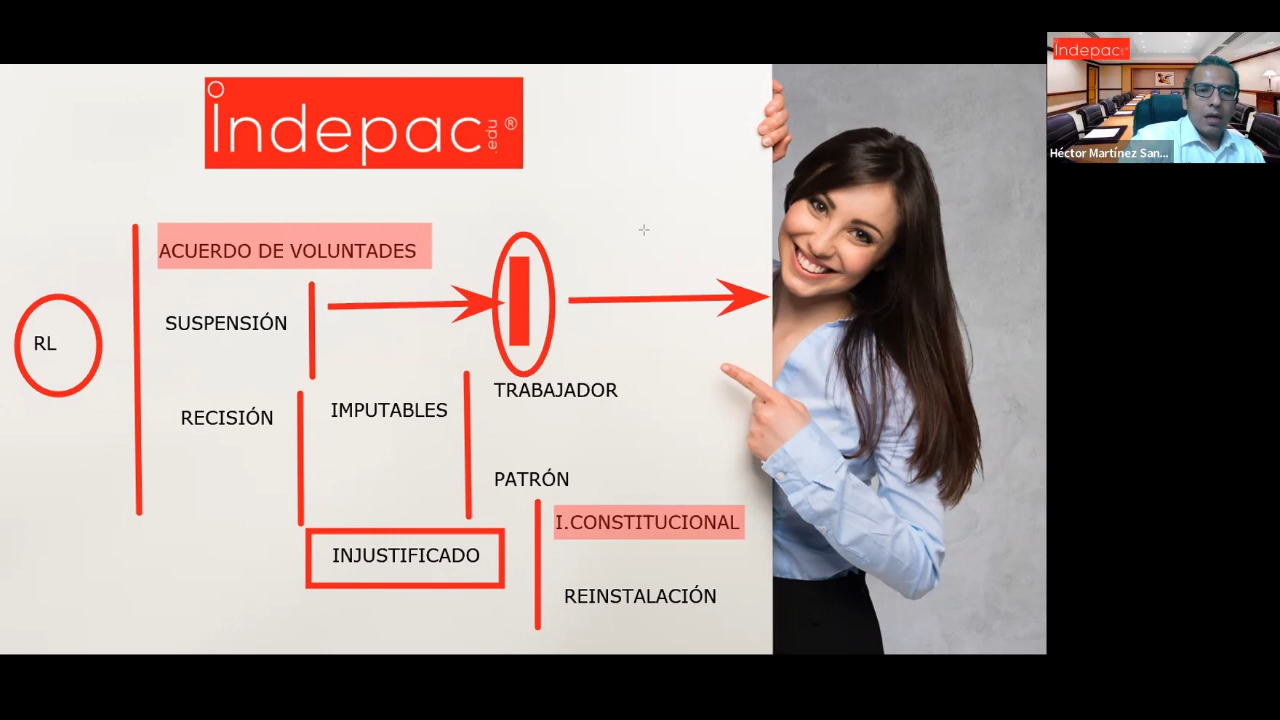 indepac.edu®
ACUERDO DE VOLUNTADES
SUSPENSIÓN
RL
RECISIÓN
IMPUTABLES
TRABAJADOR
PATRÓN
I.CONSTITUCIONAL
INJUSTIFICADO
REINSTALACIÓN
indepac
Héctor Martínez San...